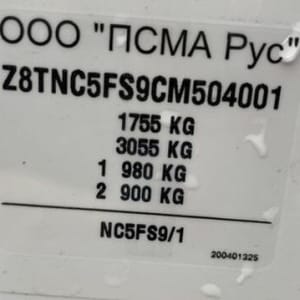 ООО "ПСМА Рус"
Z8TNC5FS9CM504001
1755 KG
3055 KG
1 980 KG
2 900 KG
NC5FS9/1
200401325